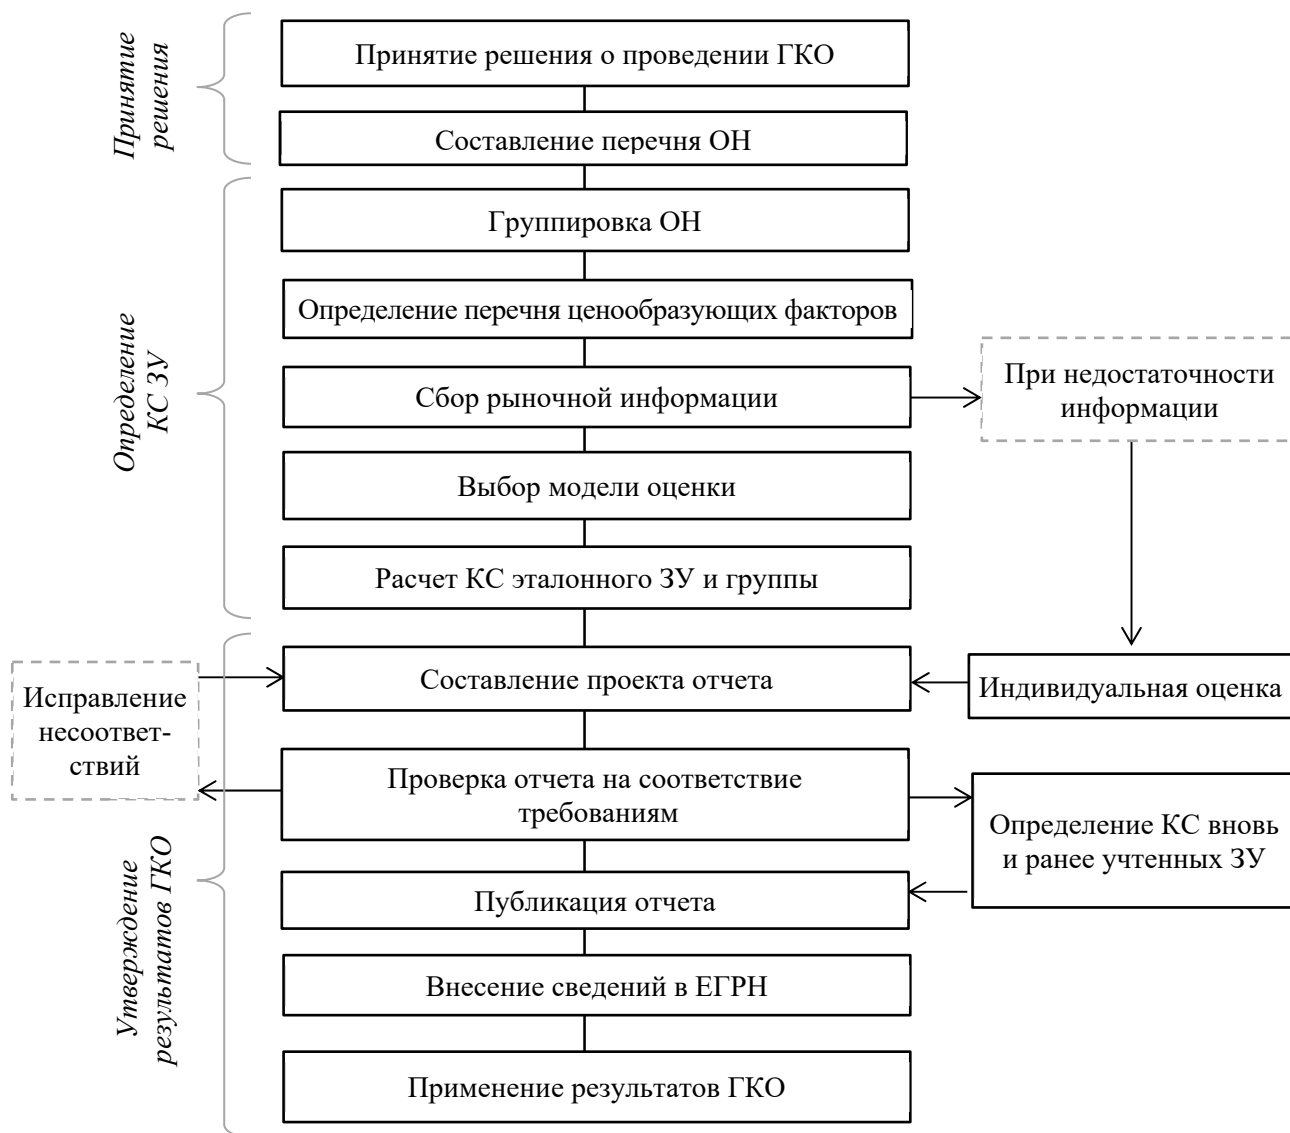 Принятие
решения
Принятие решения о проведении ГКО
Составление перечня ОН
Определение
КС ЗУ
Группировка ОН
Определение перечня ценообразующих факторов
Сбор рыночной информации
При недостаточности
информации
Выбор модели оценки
Расчет КС эталонного ЗУ и группы
Утверждение
результатов ГКО
Исправление
несоответ-
ствий
Составление проекта отчета
Индивидуальная оценка
Проверка отчета на соответствие
требованиям
Определение КС вновь
и ранее учтенных ЗУ
Публикация отчета
Внесение сведений в ЕГРН
Применение результатов ГКО